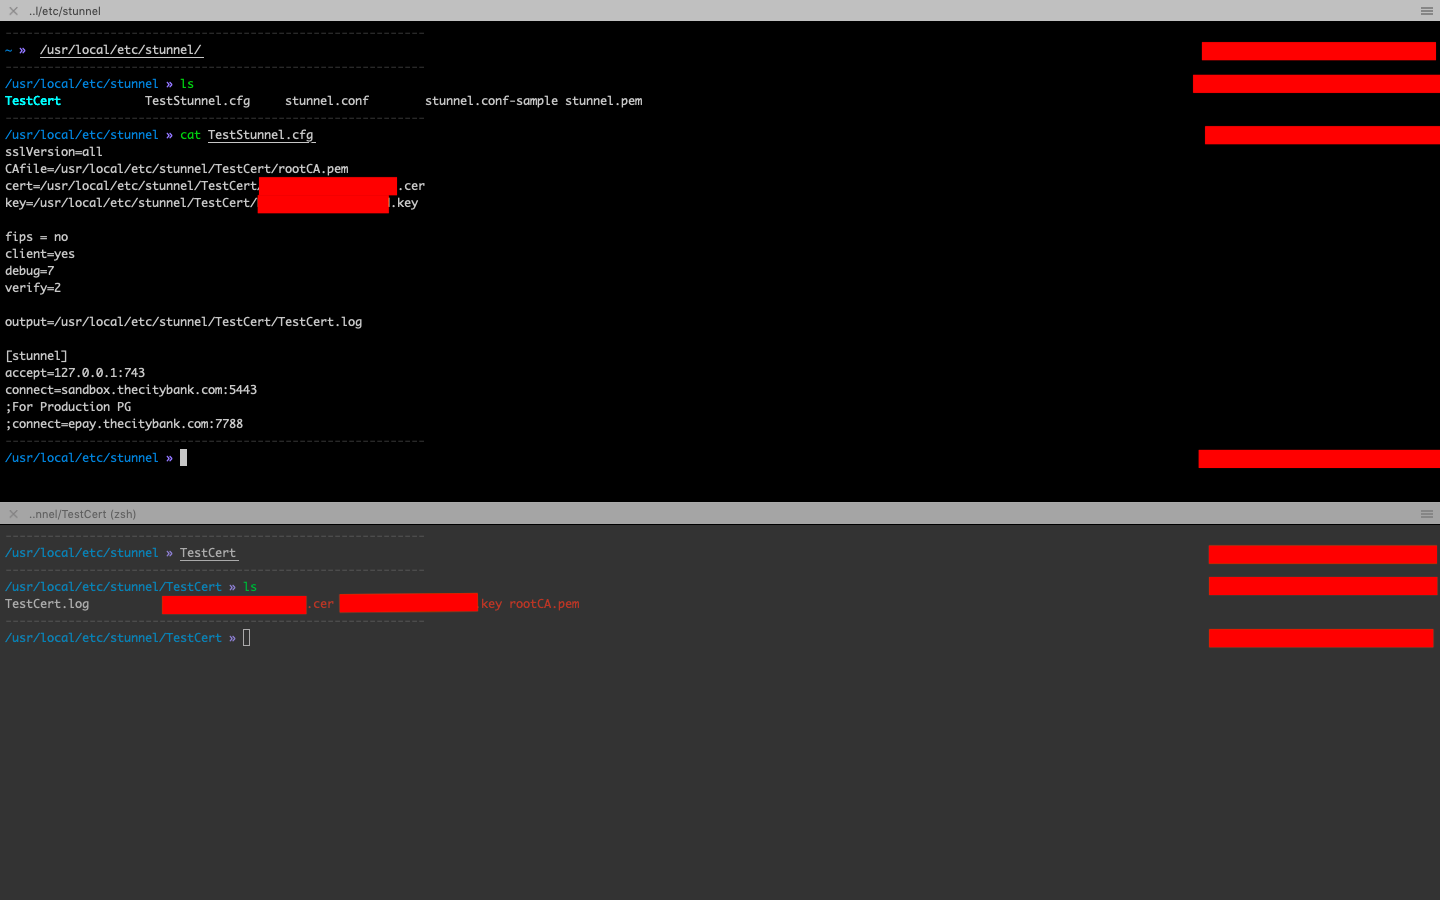 ..l/etc/stunnel
~ » /usr/local/etc/stunnel/
/usr/local/etc/stunnel » ls
TestCert TestStunnel.cfg stunnel.conf stunnel.conf-sample stunnel.pem
/usr/local/etc/stunnel » cat TestStunnel.cfg
sslVersion=all
CAfile=/usr/local/etc/stunnel/TestCert/rootCA.pem
cert=/usr/local/etc/stunnel/TestCert/ .cer
key=/usr/local/etc/stunnel/TestCert/ .key
fips = no
client=yes
debug=7
verify=2
output=/usr/local/etc/stunnel/TestCert/TestCert.log
[stunnel]
accept=127.0.0.1:743
connect=sandbox.thecitybank.com:5443
;For Production PG
;connect=epay.thecitybank.com:7788
/usr/local/etc/stunnel »
..nnel/TestCert (zsh)
/usr/local/etc/stunnel » TestCert
/usr/local/etc/stunnel/TestCert » ls
TestCert.log .cer key rootCA.pem
/usr/local/etc/stunnel/TestCert »